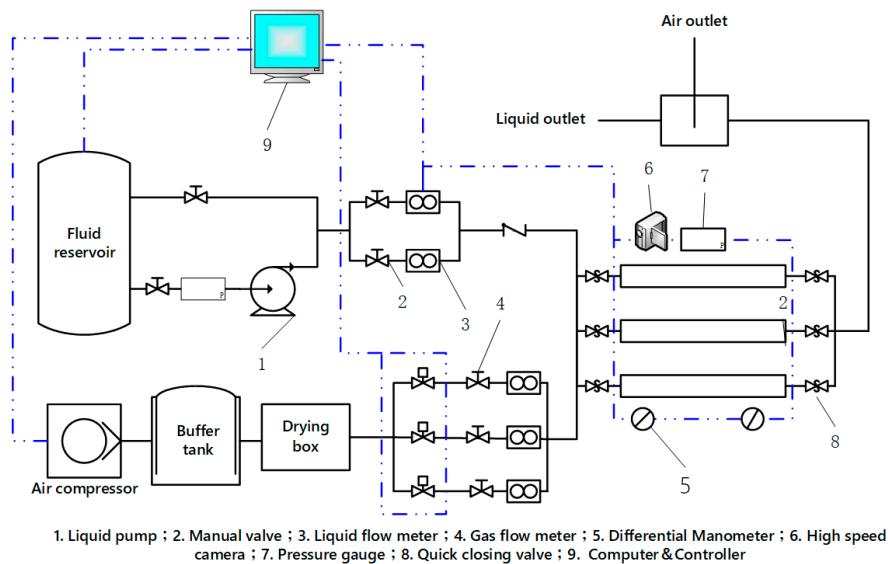 Air outlet
Liquid outlet
9
6
7
Fluid
reservoir
P
P
2
3
4
2
1
Buffer
tank
Drying
box
Air compressor
5
8
1. Liquid pump；2. Manual valve；3. Liquid flow meter；4. Gas flow meter；5. Differential Manometer；6. High speed
camera；7. Pressure gauge；8. Quick closing valve；9. Computer＆Controller